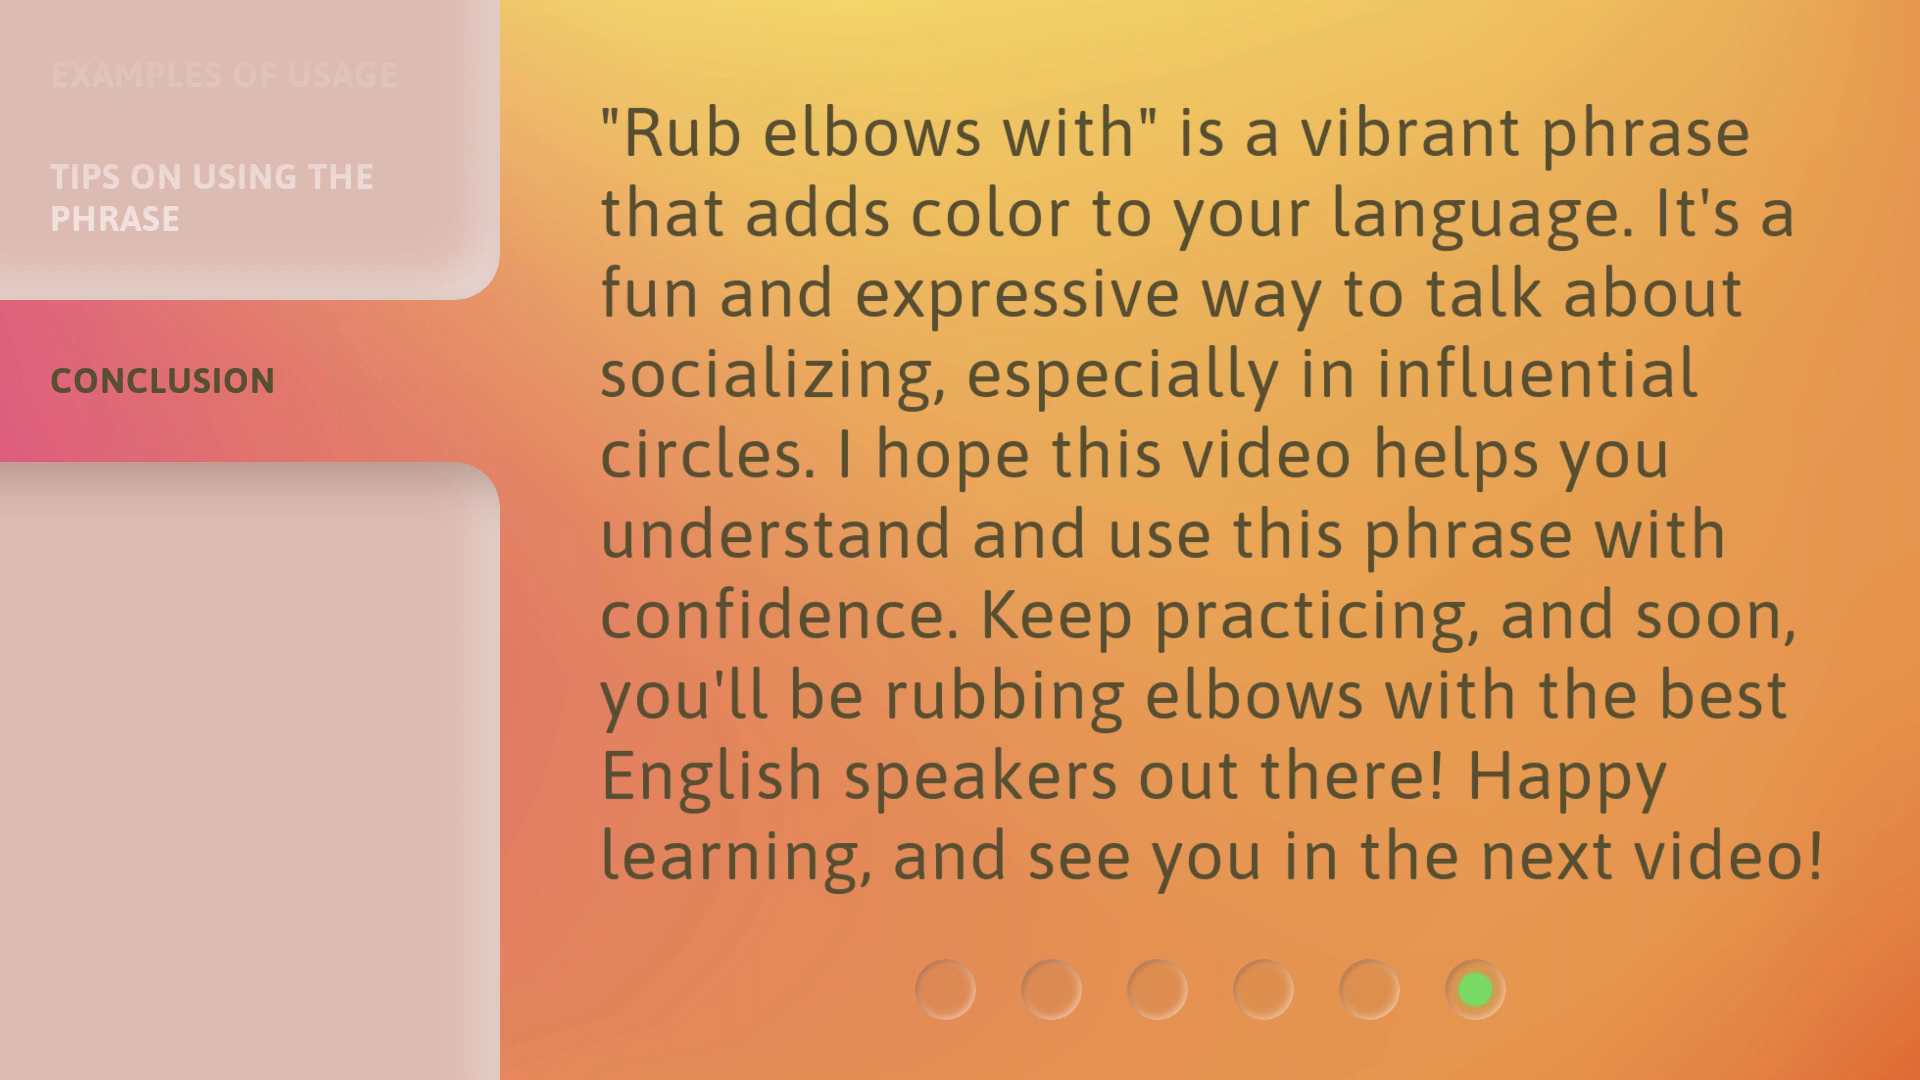 EXAMPLES OF USAGE
TIPS ON USING THE
PHRASE
CONCLUSION
"Rub elbows with" is a vibrant phrase
that adds color to your language. It's a
fun and expressive way to talk about
socializing, especially in influential
circles. I hope this video helps you
understand and use this phrase with
confidence. Keep practicing, and soon,
you'll be rubbing elbows with the best
English speakers out there! Happy
learning, and see you in the next video!